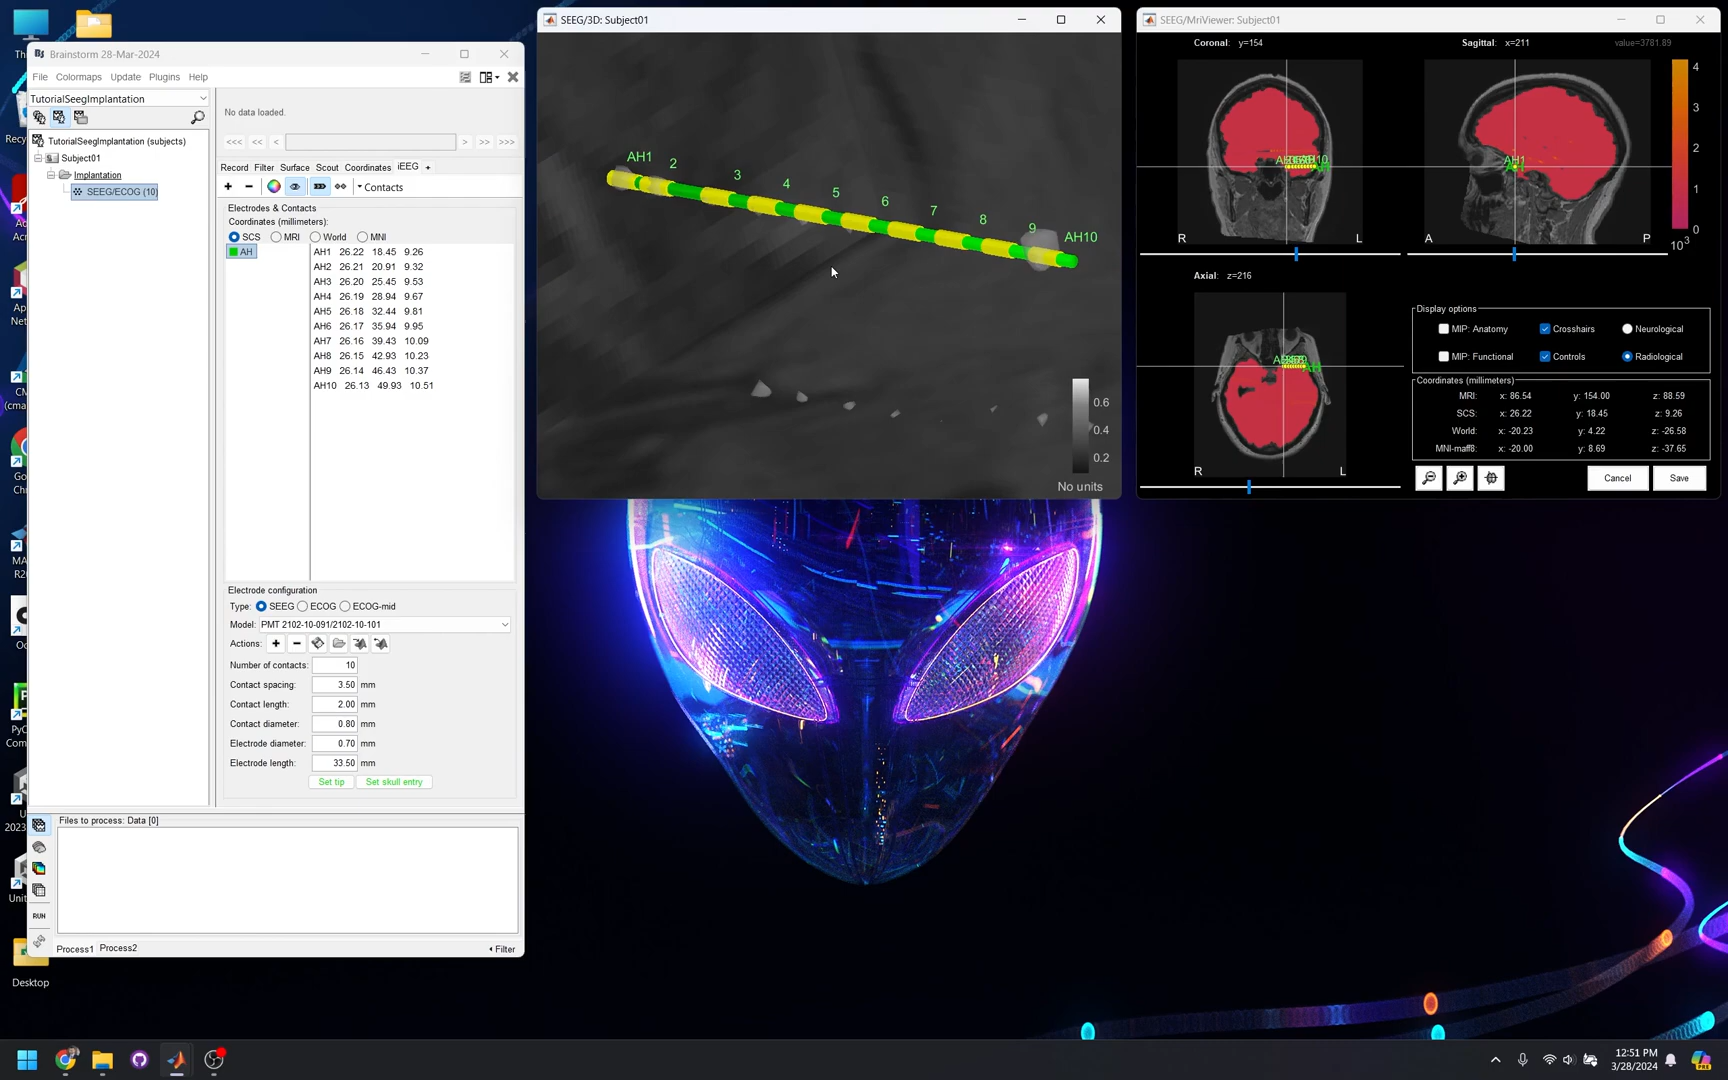 Brainstorm 28-Mar-2024
File Colormaps Update Plugins Help
TutorialSeegImplantation
TutorialSeegImplantation (subjects)
Subject01
Implantation
SEEG/ECOG (10)
No data loaded.
<<< << < > >> >>>
Record Filter Surface Scout Coordinates iEEG +
Contacts
Electrodes & Contacts
Coordinates (millimeters):
SCS MRI World MNI
AH
AH1 26.22 18.45 9.26
AH2 26.21 20.91 9.32
AH3 26.20 25.45 9.53
AH4 26.19 28.94 9.67
AH5 26.18 32.44 9.81
AH6 26.17 35.94 9.95
AH7 26.16 39.43 10.09
AH8 26.15 42.93 10.23
AH9 26.14 46.43 10.37
AH10 26.13 49.93 10.51
Electrode configuration
Type: SEEG ECOG ECOG-mid
Model: PMT 2102-10-091/2102-10-101
Actions:
Number of contacts: 10
Contact spacing: 3.50 mm
Contact length: 2.00 mm
Contact diameter: 0.80 mm
Electrode diameter: 0.70 mm
Electrode length: 33.50 mm
Set tip Set skull entry
Files to process: Data [0]
RUN
Process1 Process2
Filter
SEEG/3D: Subject01
AH1 2 3 4 5 6 7 8 9 AH10
0.6
0.4
0.2
No units
SEEG/MriViewer: Subject01
Coronal: y=154
Sagittal: x=211
value=3781.89
R L
A P
AH1
4
3
2
1
0
10³
Axial: z=216
R L
Display options
MIP: Anatomy Crosshairs Neurological
MIP: Functional Controls Radiological
Coordinates (millimeters)
MRI: x: 86.54 y: 154.00 z: 88.59
SCS: x: 26.22 y: 18.45 z: 9.26
World: x: -20.23 y: 4.22 z: -26.58
MNI-maff8: x: -20.00 y: 8.69 z: -37.65
Cancel Save
Desktop
12:51 PM
3/28/2024